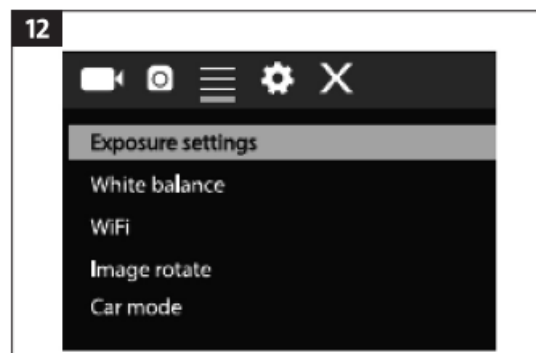 12
Exposure settings
White balance
WiFi
Image rotate
Car mode